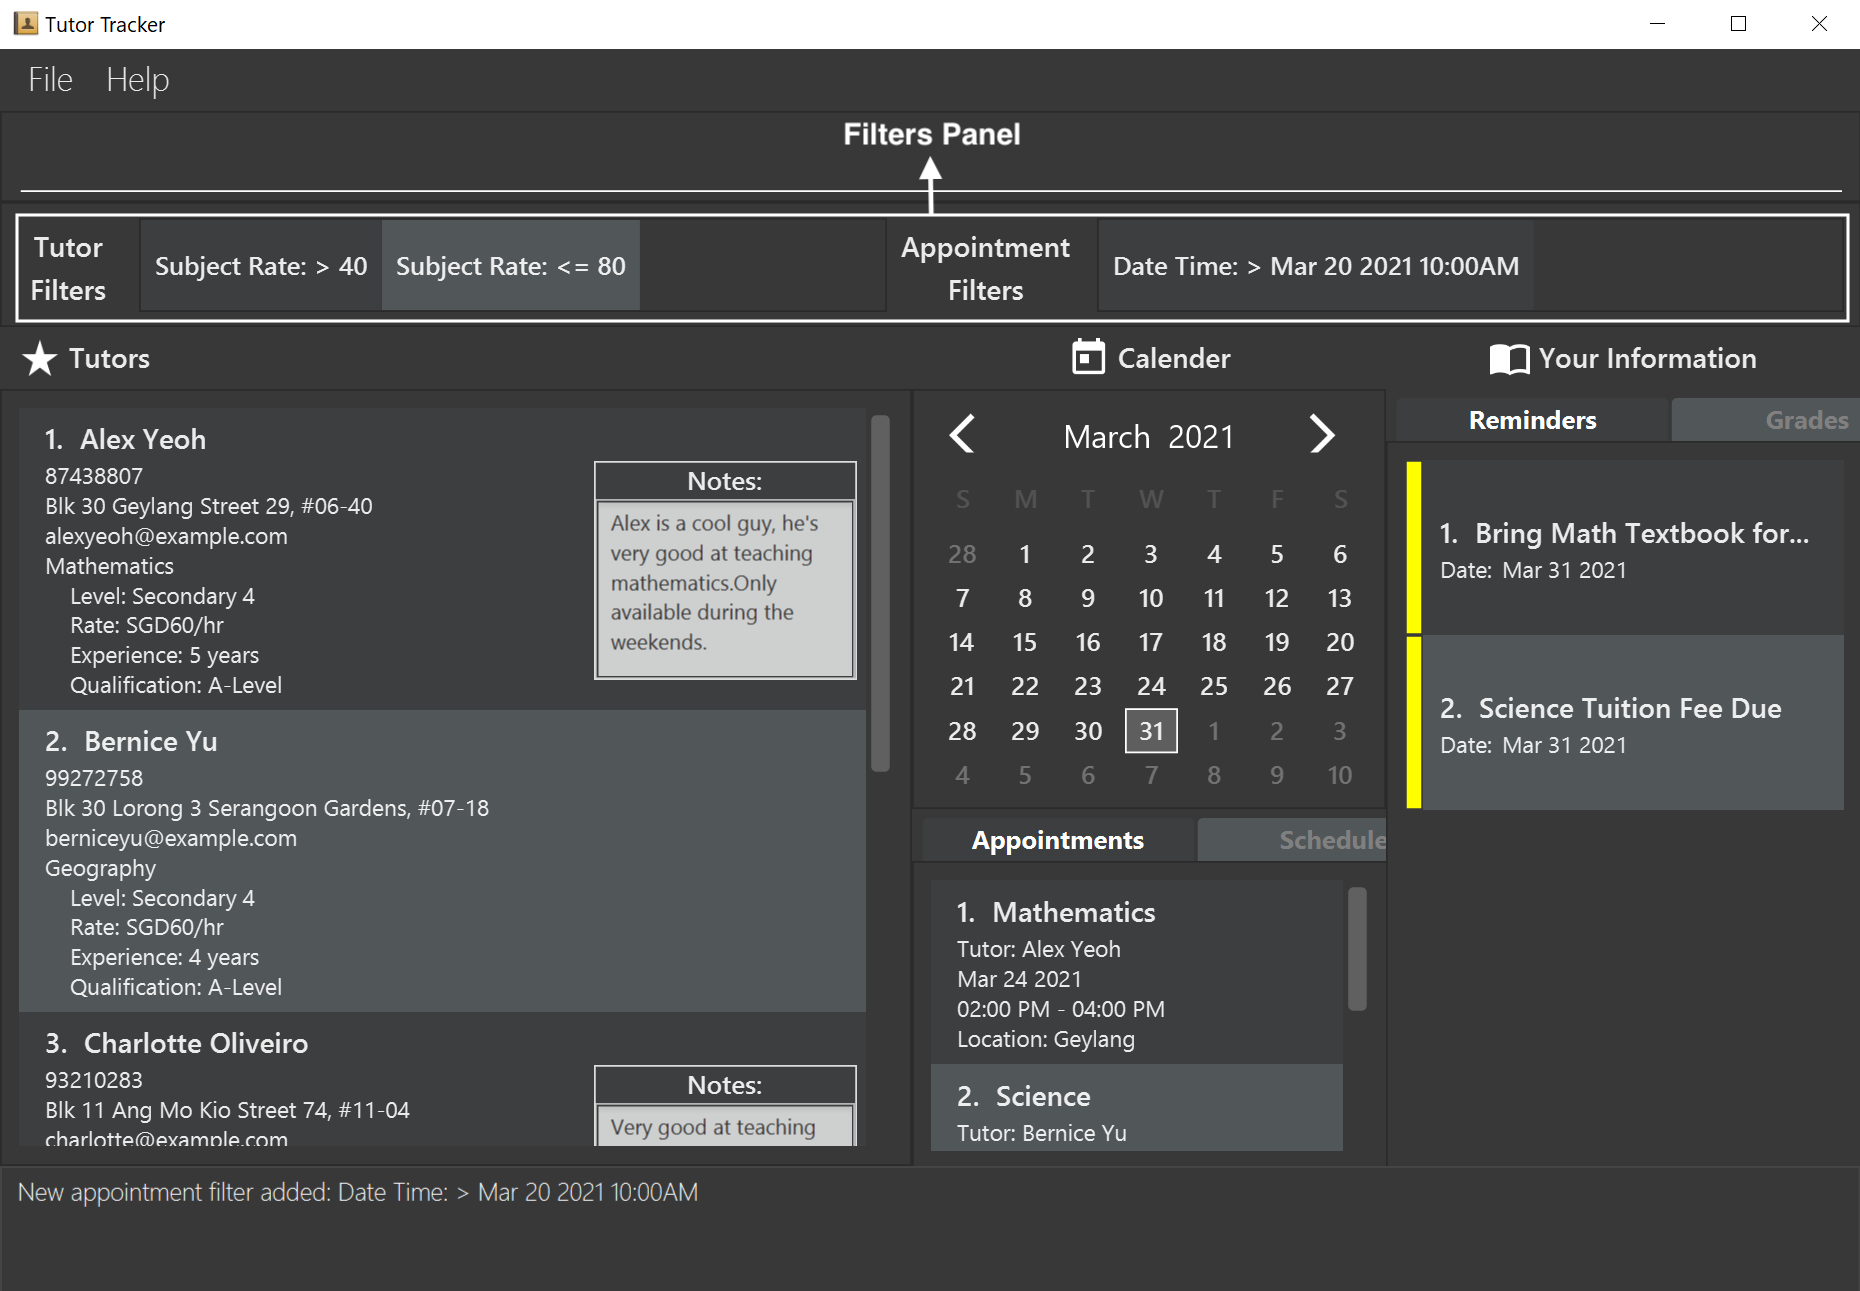 Tutor Tracker
File Help
Filters Panel
Tutor
Filters
Subject Rate: > 40
Subject Rate: <= 80
Appointment
Filters
Date Time: > Mar 20 2021 10:00AM
Tutors
1. Alex Yeoh
87438807
Blk 30 Geylang Street 29, #06-40
alexyeoh@example.com
Mathematics
Level: Secondary 4
Rate: SGD60/hr
Experience: 5 years
Qualification: A-Level
Notes:
Alex is a cool guy, he's
very good at teaching
mathematics.Only
available during the
weekends.
2. Bernice Yu
99272758
Blk 30 Lorong 3 Serangoon Gardens, #07-18
berniceyu@example.com
Geography
Level: Secondary 4
Rate: SGD60/hr
Experience: 4 years
Qualification: A-Level
3. Charlotte Oliveiro
93210283
Blk 11 Ang Mo Kio Street 74, #11-04
charlotte@example.com
Notes:
Very good at teaching
Calender
March 2021
S M T W T F S
28 1 2 3 4 5 6
7 8 9 10 11 12 13
14 15 16 17 18 19 20
21 22 23 24 25 26 27
28 29 30 31 1 2 3
4 5 6 7 8 9 10
Appointments
Schedule
1. Mathematics
Tutor: Alex Yeoh
Mar 24 2021
02:00 PM - 04:00 PM
Location: Geylang
2. Science
Tutor: Bernice Yu
Your Information
Reminders
Grades
1. Bring Math Textbook for...
Date: Mar 31 2021
2. Science Tuition Fee Due
Date: Mar 31 2021
New appointment filter added: Date Time: > Mar 20 2021 10:00AM